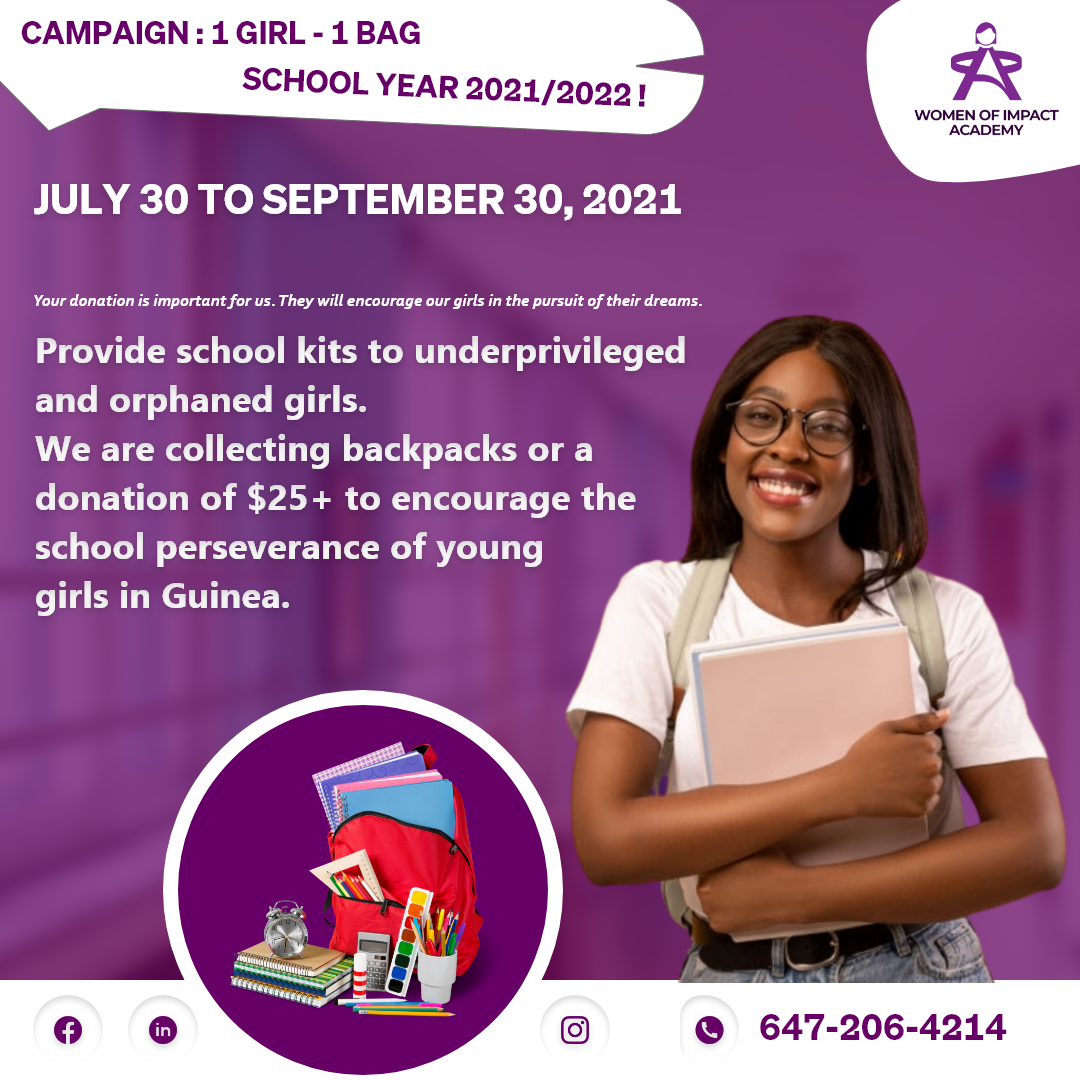 CAMPAIGN : 1 GIRL - 1 BAG
SCHOOL YEAR 2021/2022 !
WOMEN OF IMPACT
ACADEMY
JULY 30 TO SEPTEMBER 30, 2021
Your donation is important for us. They will encourage our girls in the pursuit of their dreams.
Provide school kits to underprivileged
and orphaned girls.
We are collecting backpacks or a
donation of $25+ to encourage the
school perseverance of young
girls in Guinea.
647-206-4214